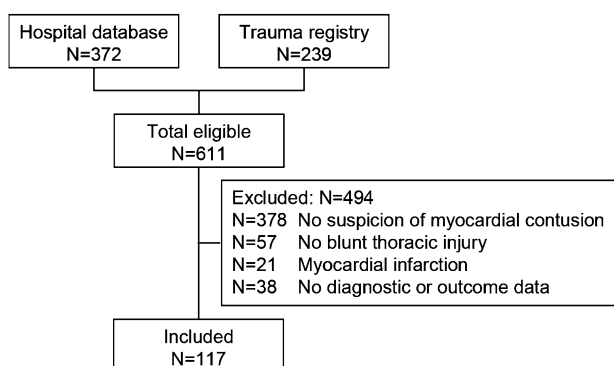 Hospital database
N=372
Trauma registry
N=239
Total eligible
N=611
Excluded: N=494
N=378 No suspicion of myocardial contusion
N=57 No blunt thoracic injury
N=21 Myocardial infarction
N=38 No diagnostic or outcome data
Included
N=117